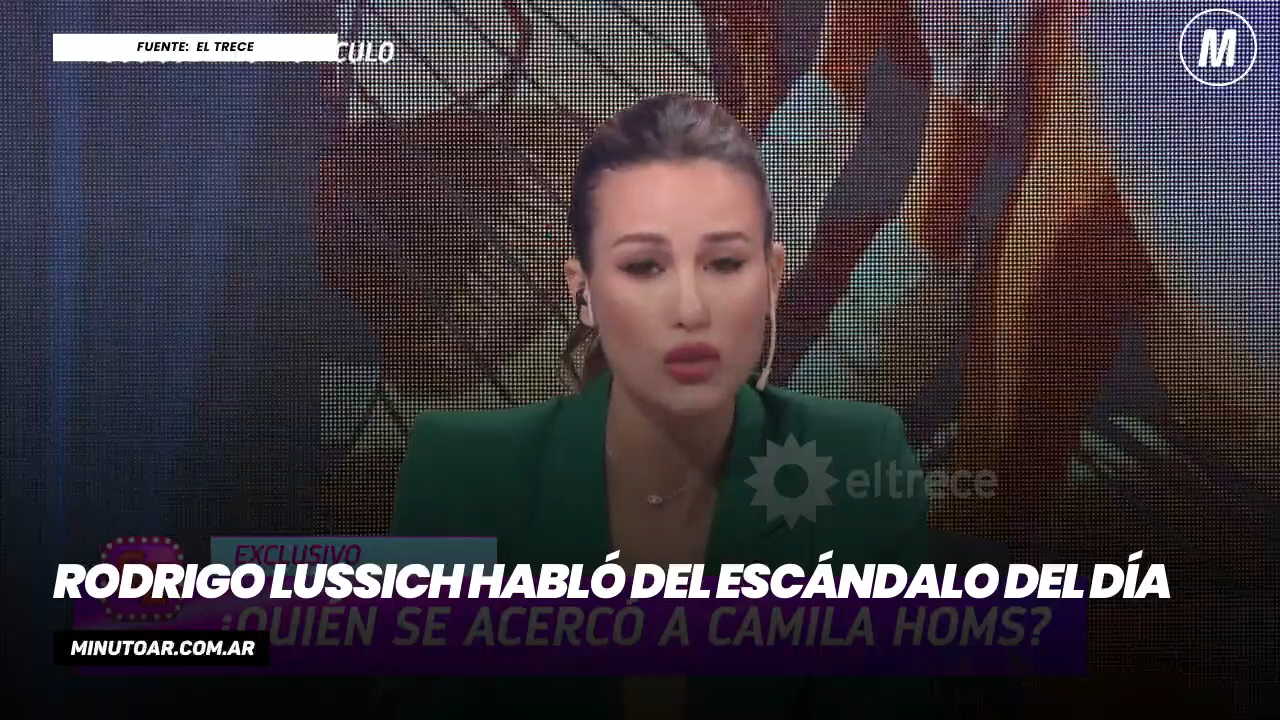 FUENTE: EL TRECE
CULO
M
eltrece
EXCLUSIVO
RODRIGO LUSSICH HABLÓ DEL ESCÁNDALO DEL DÍA
¿QUIÉN SE ACERCÓ A CAMILA HOMS?
MINUTOAR.COM.AR